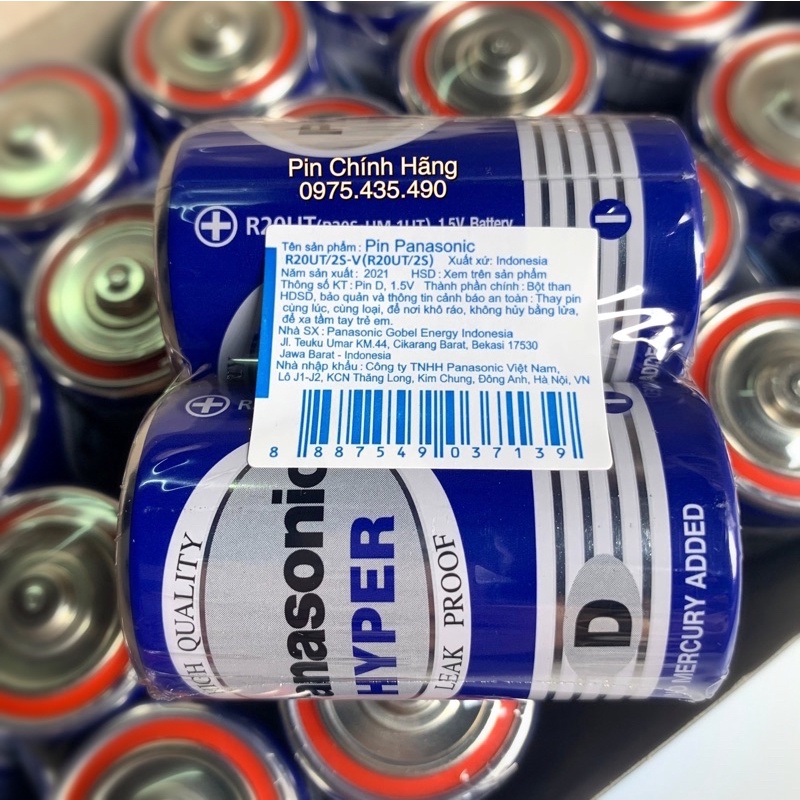 Pin Chính Hãng
0975.435.490
R20UT(R20S, UM-1UT) 1.5V Battery
Tên sản phẩm : Pin Panasonic
R20UT/2S-V(R20UT/2S) Xuất xứ: Indonesia
Năm sản xuất : 2021 HSD : Xem trên sản phẩm
Thông số KT : Pin D, 1.5V Thành phần chính : Bột than
HDSD, bảo quản và thông tin cảnh báo an toàn : Thay pin
cùng lúc, cùng loại, để nơi khô ráo, không hủy bằng lửa,
để xa tầm tay trẻ em.
Nhà SX : Panasonic Gobel Energy Indonesia
Jl. Teuku Umar KM.44, Cikarang Barat, Bekasi 17530
Jawa Barat - Indonesia
Nhà nhập khẩu : Công ty TNHH Panasonic Việt Nam,
Lô J1-J2, KCN Thăng Long, Kim Chung, Đông Anh, Hà Nội, VN
8 887549 037139
R
HIGH QUALITY
Panasonic
HYPER
LEAK PROOF
D
MERCURY ADDED
ADDED